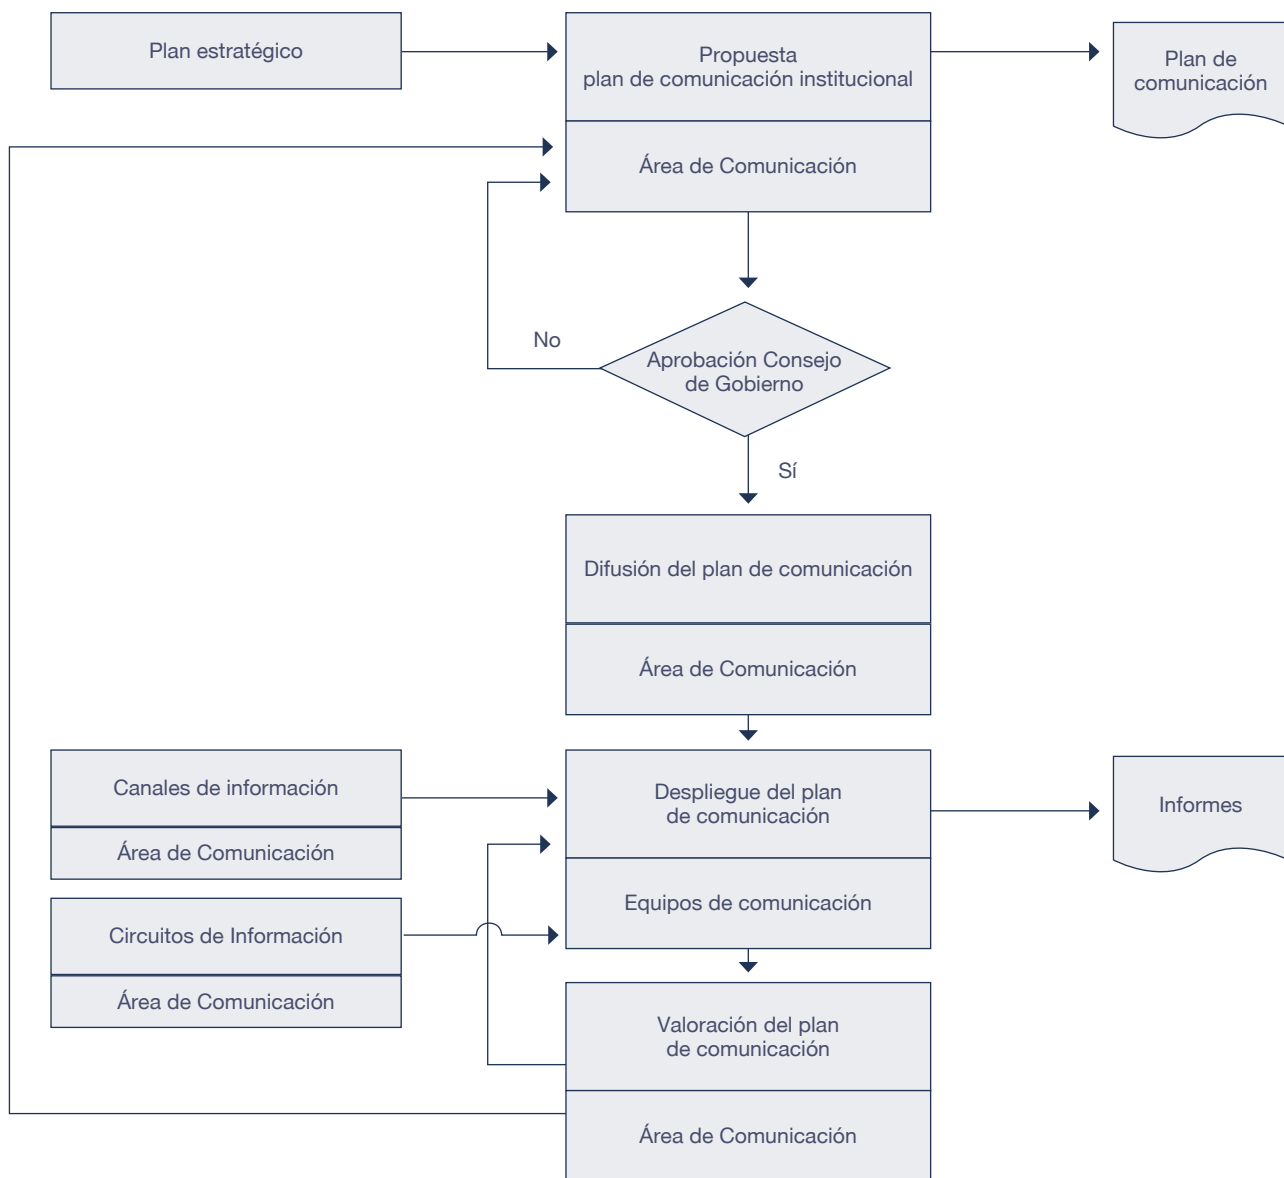 Plan estratégico
Propuesta
plan de comunicación institucional
Plan de
comunicación
Área de Comunicación
No
Aprobación Consejo
de Gobierno
Sí
Difusión del plan de comunicación
Área de Comunicación
Canales de información
Área de Comunicación
Despliegue del plan
de comunicación
Informes
Equipos de comunicación
Circuitos de Información
Área de Comunicación
Valoración del plan
de comunicación
Área de Comunicación